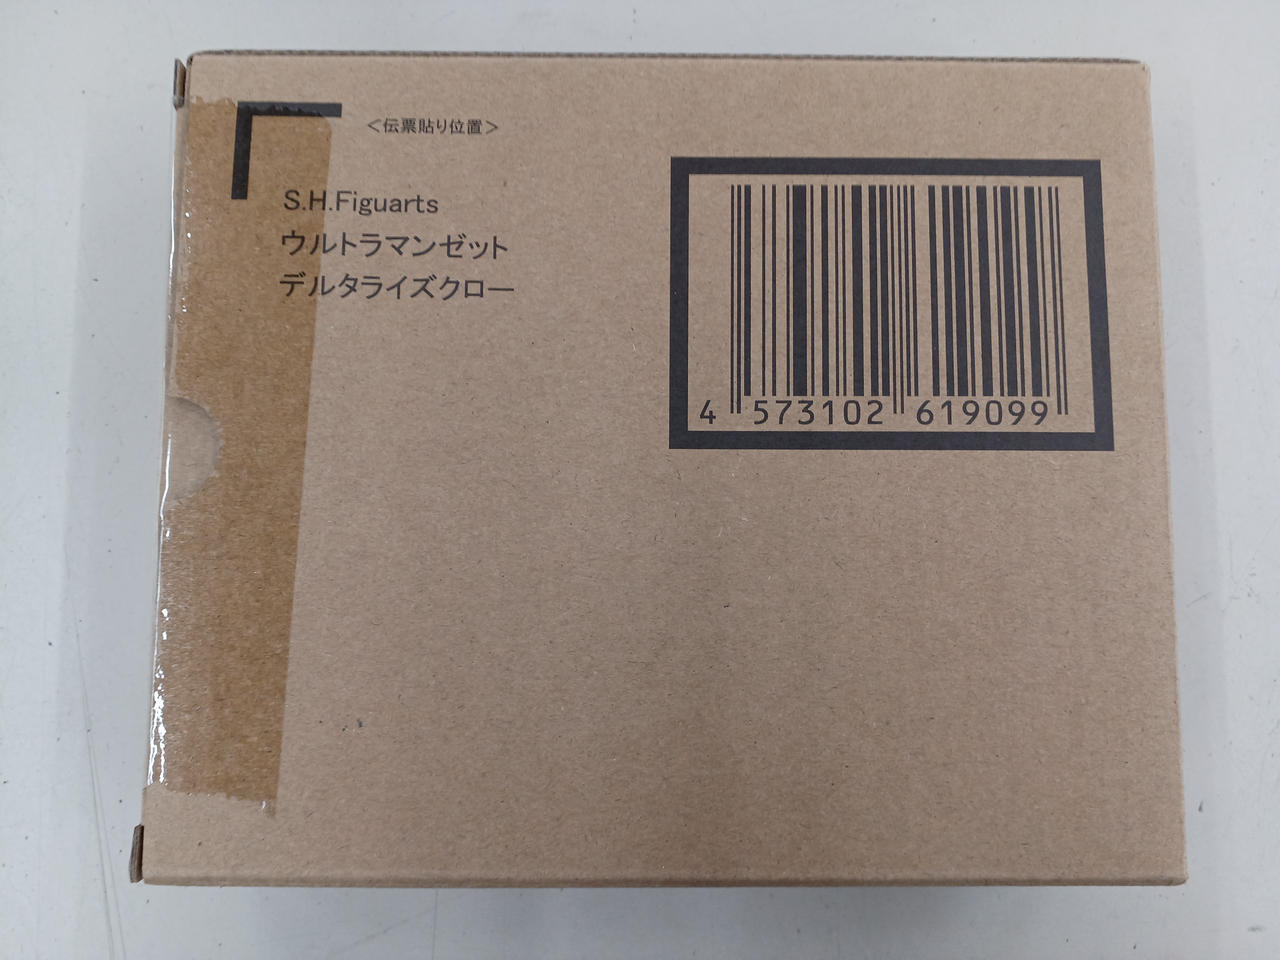 <伝票貼り位置>
S.H.Figuarts
ウルトラマンゼット
デルタライズクロー
4 573102 619099